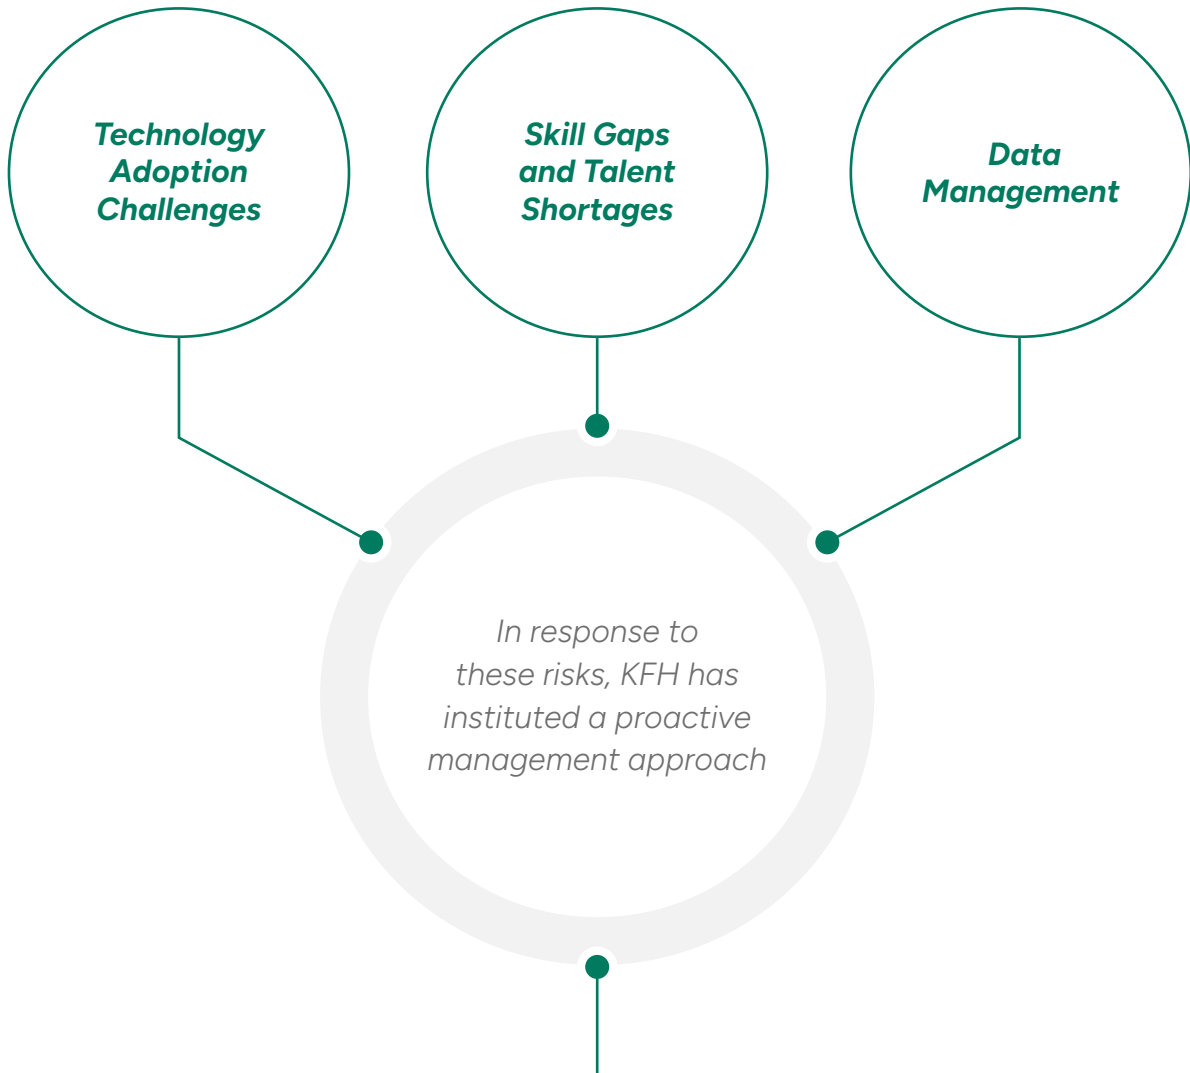 Technology
Adoption
Challenges
Skill Gaps
and Talent
Shortages
Data
Management
In response to
these risks, KFH has
instituted a proactive
management approach